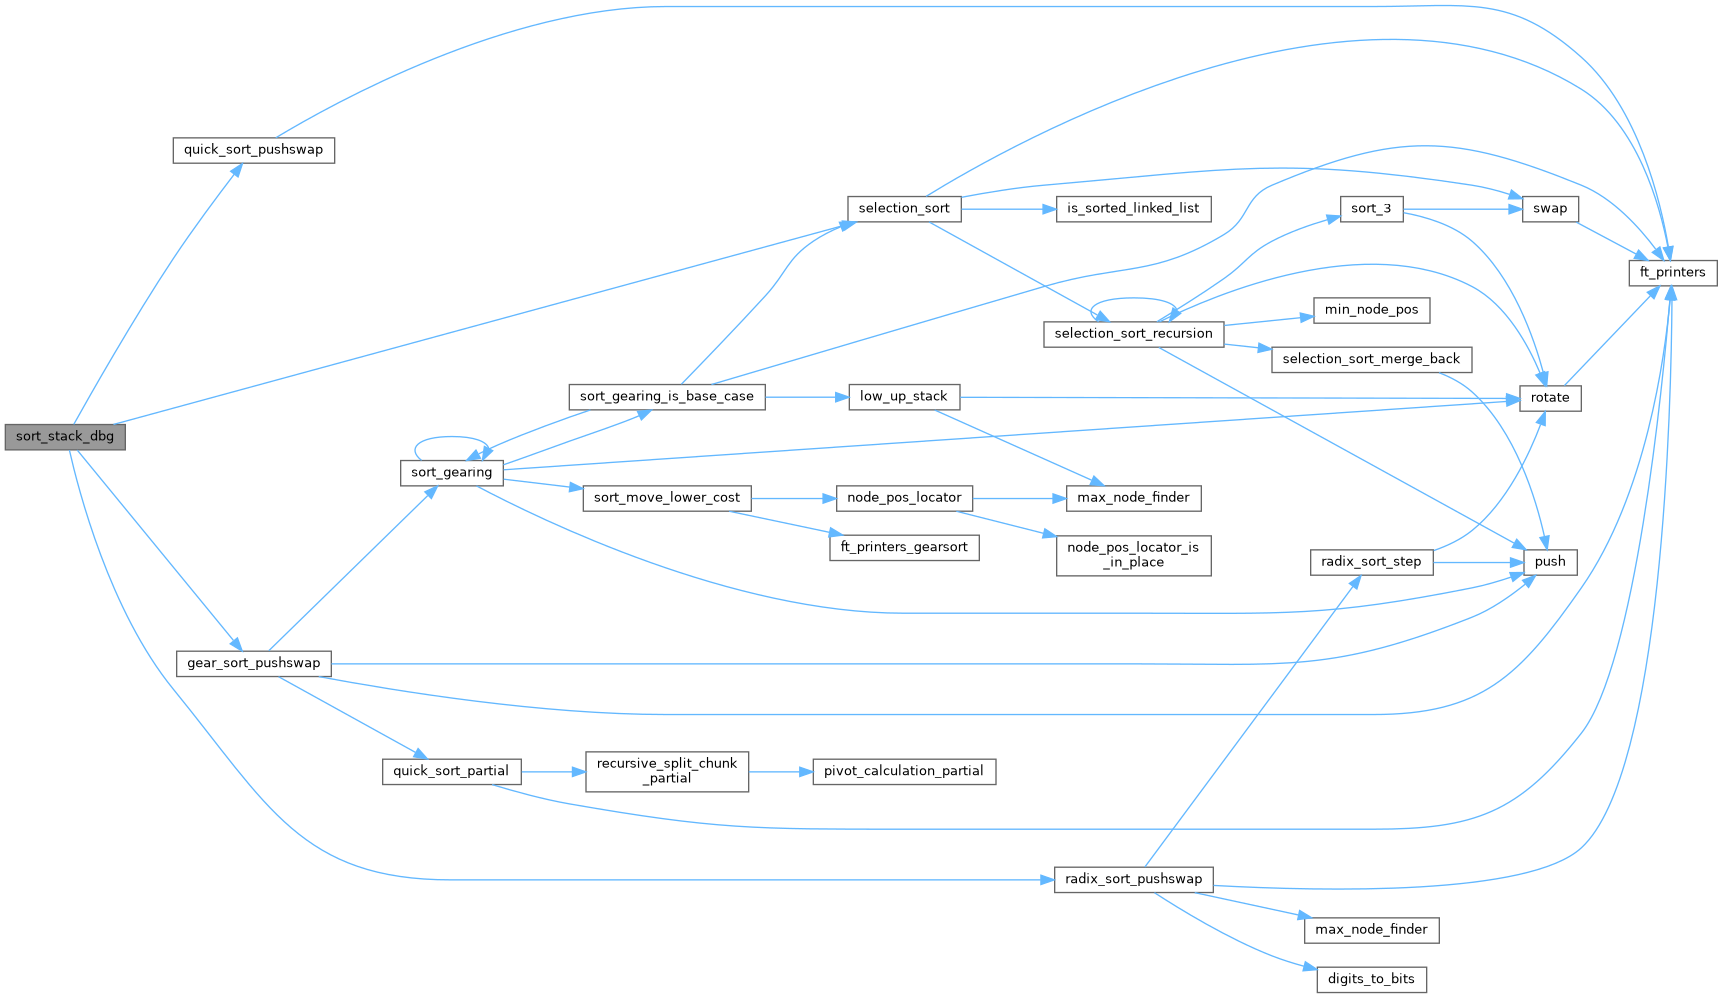 quick_sort_pushswap
selection_sort
is_sorted_linked_list
sort_3
swap
ft_printers
min_node_pos
selection_sort_recursion
selection_sort_merge_back
sort_gearing_is_base_case
low_up_stack
rotate
sort_stack_dbg
sort_gearing
sort_move_lower_cost
node_pos_locator
max_node_finder
ft_printers_gearsort
node_pos_locator_is
_in_place
radix_sort_step
push
gear_sort_pushswap
quick_sort_partial
recursive_split_chunk
_partial
pivot_calculation_partial
radix_sort_pushswap
max_node_finder
digits_to_bits